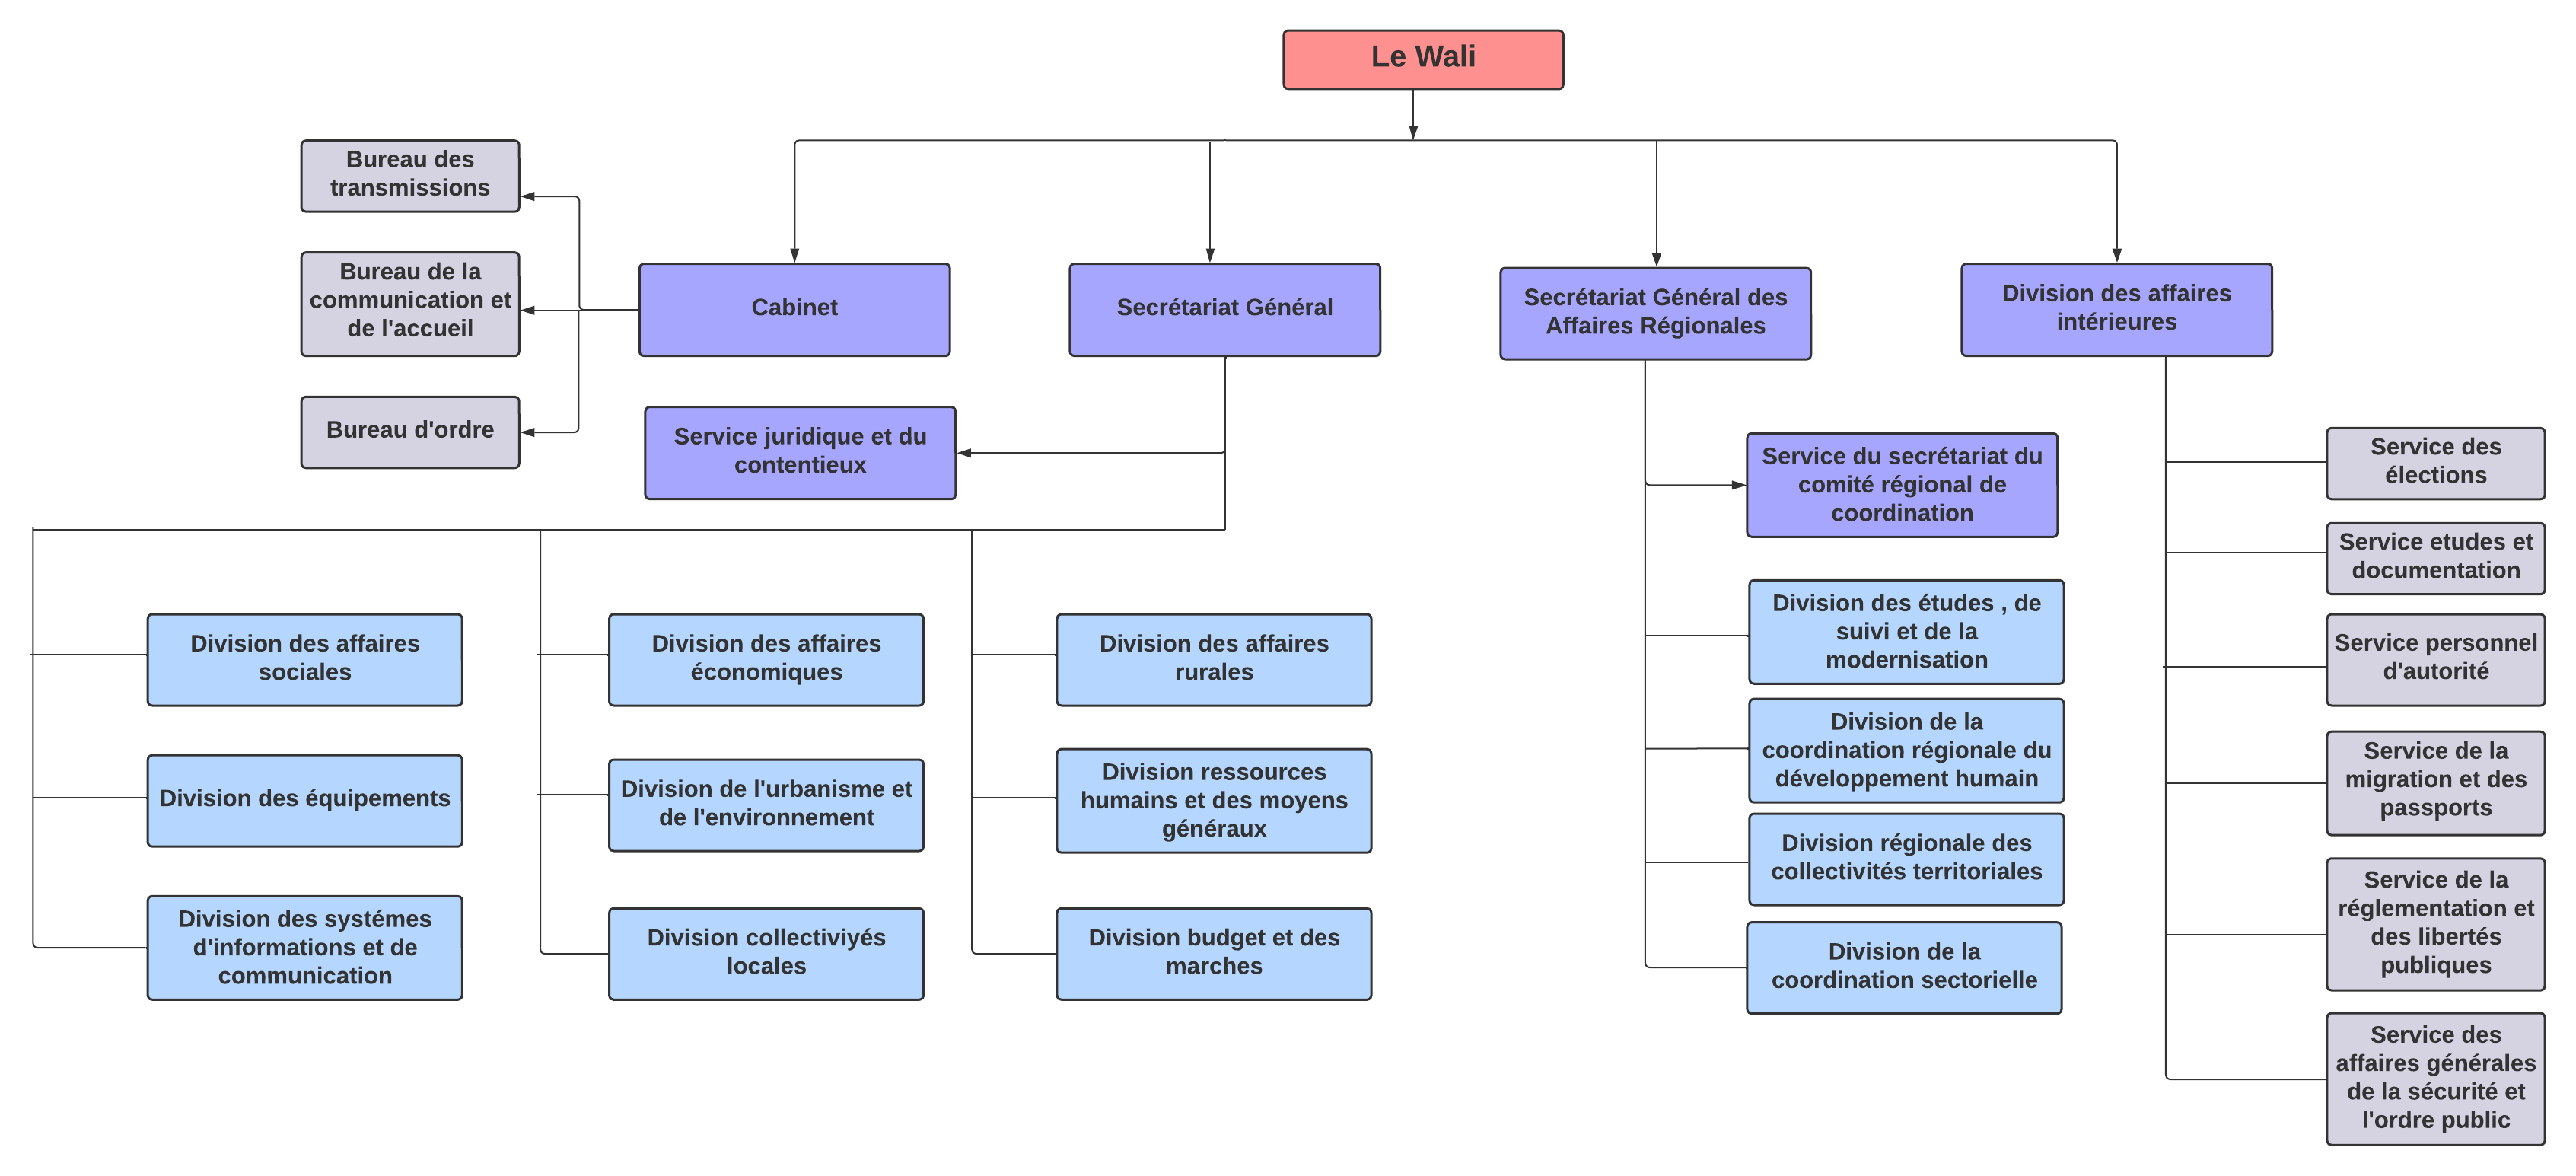 Le Wali
Bureau des
transmissions
Bureau de la
communication et
de l'accueil
Bureau d'ordre
Cabinet
Secrétariat Général
Secrétariat Général des
Affaires Régionales
Division des affaires
intérieures
Service juridique et du
contentieux
Division des affaires
sociales
Division des équipements
Division des systémes
d'informations et de
communication
Division des affaires
économiques
Division de l'urbanisme et
de l'environnement
Division collectiviyés
locales
Division des affaires
rurales
Division ressources
humains et des moyens
généraux
Division budget et des
marches
Service du secrétariat du
comité régional de
coordination
Division des études , de
suivi et de la
modernisation
Division de la
coordination régionale du
développement humain
Division régionale des
collectivités territoriales
Division de la
coordination sectorielle
Service des
élections
Service etudes et
documentation
Service personnel
d'autorité
Service de la
migration et des
passports
Service de la
réglementation et
des libertés
publiques
Service des
affaires générales
de la sécurité et
l'ordre public